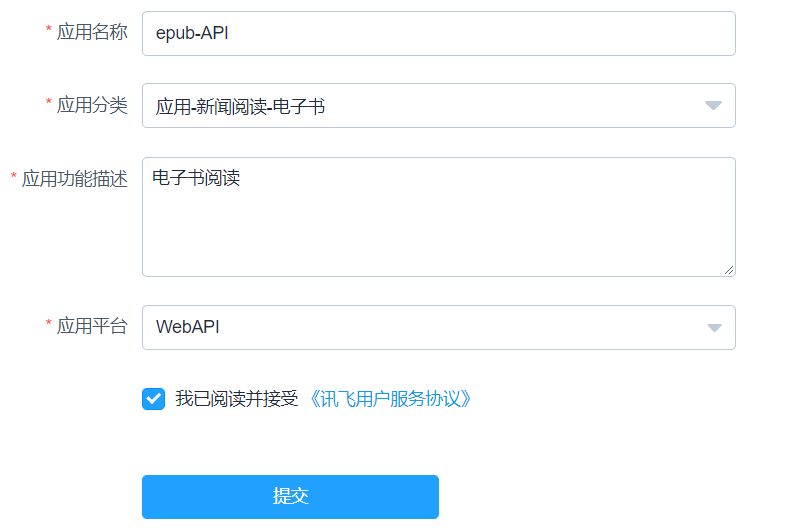 * 应用名称 epub-API
* 应用分类 应用-新闻阅读-电子书
* 应用功能描述 电子书阅读
* 应用平台 WebAPI
我已阅读并接受 《讯飞用户服务协议》
提交